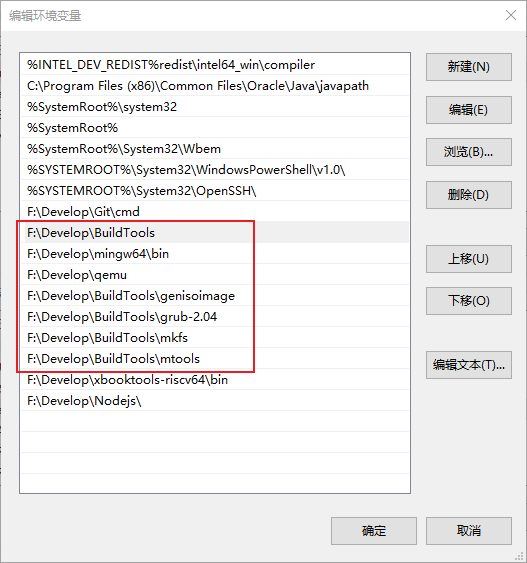 编辑环境变量
%INTEL_DEV_REDIST%redist\intel64_win\compiler
新建(N)
C:\Program Files (x86)\Common Files\Oracle\Java\javapath
%SystemRoot%\system32
编辑(E)
%SystemRoot%
%SystemRoot%\System32\Wbem
浏览(B)...
%SYSTEMROOT%\System32\WindowsPowerShell\v1.0\
%SYSTEMROOT%\System32\OpenSSH\
删除(D)
F:\Develop\Git\cmd
F:\Develop\BuildTools
F:\Develop\mingw64\bin
上移(U)
F:\Develop\qemu
F:\Develop\BuildTools\genisoimage
下移(O)
F:\Develop\BuildTools\grub-2.04
F:\Develop\BuildTools\mkfs
F:\Develop\BuildTools\mtools
编辑文本(T)...
F:\Develop\xbooktools-riscv64\bin
F:\Develop\Nodejs\
确定
取消